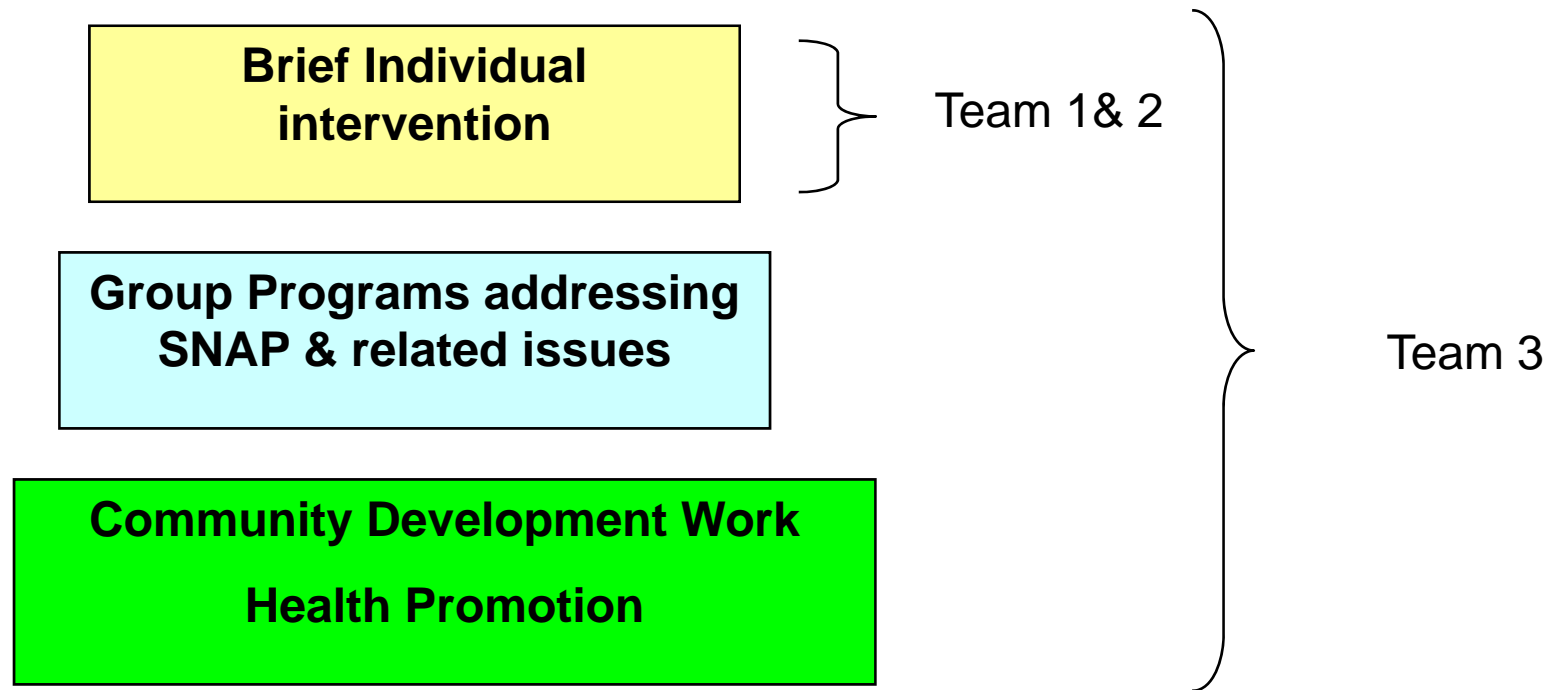 Brief Individual
intervention
Team 1& 2
Group Programs addressing
SNAP & related issues
Team 3
Community Development Work
Health Promotion